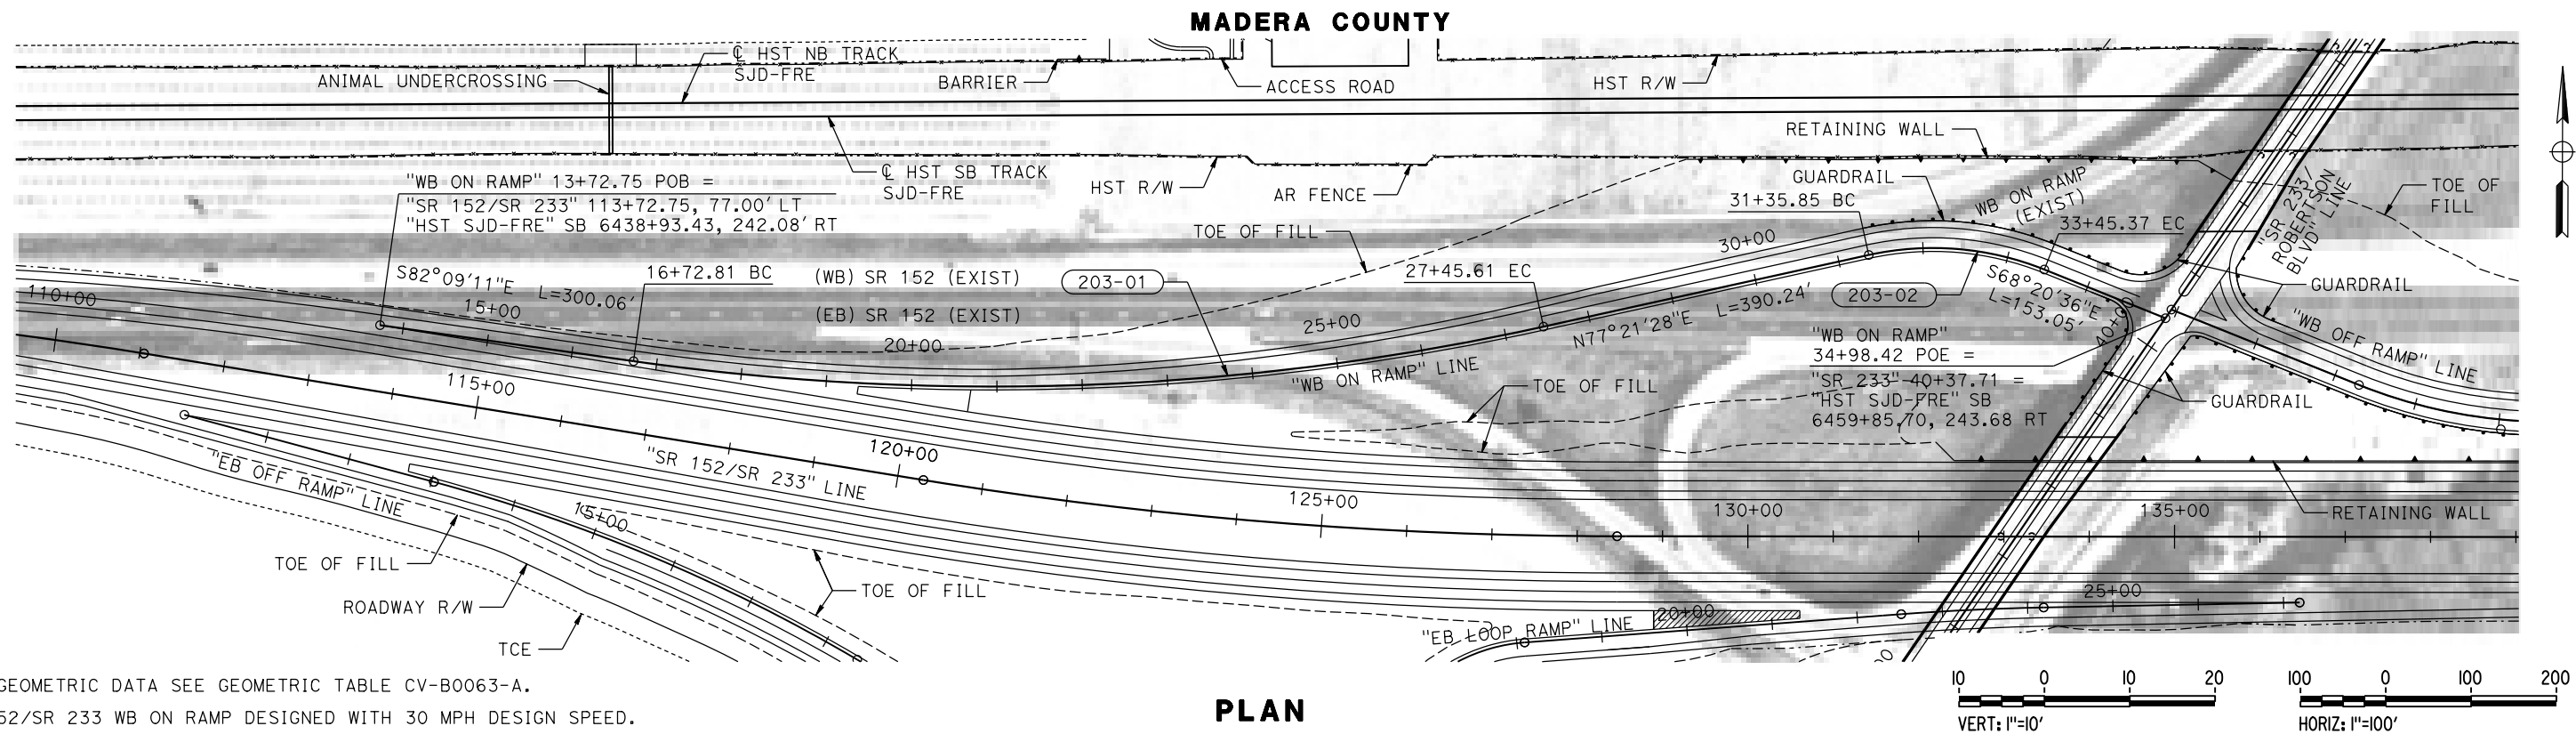 MADERA COUNTY
℄ HST NB TRACK
SJD-FRE
ANIMAL UNDERCROSSING
BARRIER
ACCESS ROAD
HST R/W
RETAINING WALL
℄ HST SB TRACK
SJD-FRE
HST R/W
AR FENCE
GUARDRAIL
WB ON RAMP
(EXIST)
"SR 233/
ROBERTSON
BLVD" LINE
TOE OF
FILL
"WB ON RAMP" 13+72.75 POB =
"SR 152/SR 233" 113+72.75, 77.00' LT
"HST SJD-FRE" SB 6438+93.43, 242.08' RT
31+35.85 BC
33+45.37 EC
TOE OF FILL
30+00
S82°09'11"E L=300.06'
16+72.81 BC
(WB) SR 152 (EXIST)
203-01
27+45.61 EC
203-02
S68°20'36"E
L=153.05'
GUARDRAIL
110+00
15+00
(EB) SR 152 (EXIST)
25+00
N77°21'28"E L=390.24'
40+00
20+00
"WB ON RAMP" LINE
"WB ON RAMP"
34+98.42 POE =
"SR 233" 40+37.71 =
"HST SJD-FRE" SB
6459+85.70, 243.68 RT
"WB OFF RAMP" LINE
115+00
TOE OF FILL
GUARDRAIL
120+00
"SR 152/SR 233" LINE
"EB OFF RAMP" LINE
125+00
130+00
135+00
RETAINING WALL
15+00
TOE OF FILL
TOE OF FILL
ROADWAY R/W
TCE
20+00
25+00
"EB LOOP RAMP" LINE
GEOMETRIC DATA SEE GEOMETRIC TABLE CV-B0063-A.
52/SR 233 WB ON RAMP DESIGNED WITH 30 MPH DESIGN SPEED.
PLAN
10 0 10 20
VERT: 1"=10'
100 0 100 200
HORIZ: 1"=100'